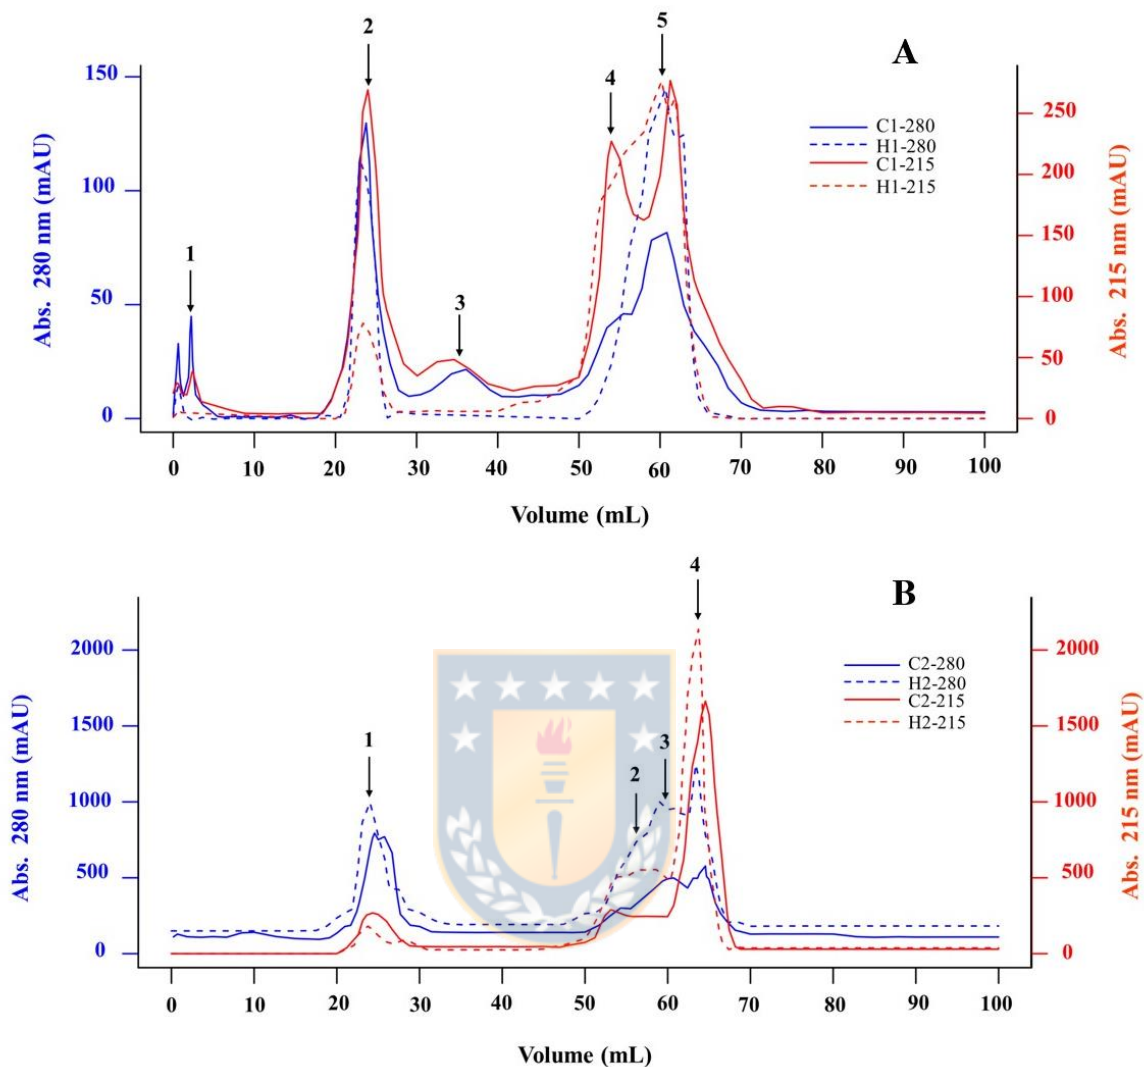 A
1
2
3
4
5
150
100
50
0
Abs. 280 nm (mAU)
250
200
150
100
50
0
Abs. 215 nm (mAU)
C1-280
H1-280
C1-215
H1-215
0 10 20 30 40 50 60 70 80 90 100
Volume (mL)
B
1
2
3
4
2000
1500
1000
500
0
Abs. 280 nm (mAU)
2000
1500
1000
500
0
Abs. 215 nm (mAU)
C2-280
H2-280
C2-215
H2-215
0 10 20 30 40 50 60 70 80 90 100
Volume (mL)